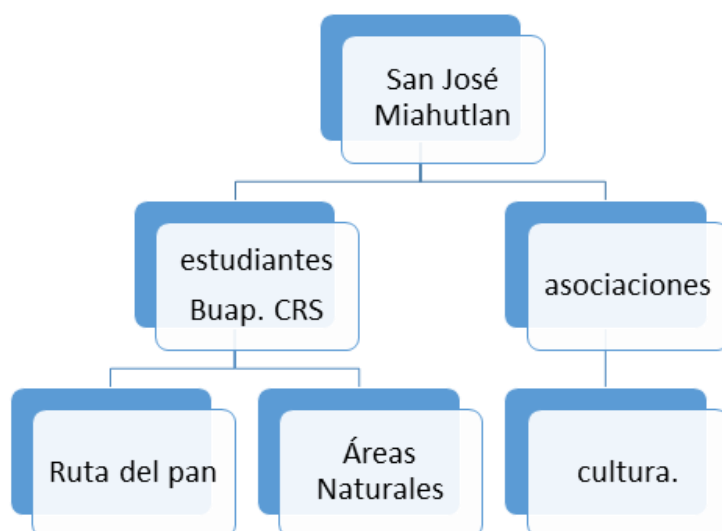 San José
Miahutlan
estudiantes
Buap. CRS
asociaciones
Ruta del pan
Áreas
Naturales
cultura.